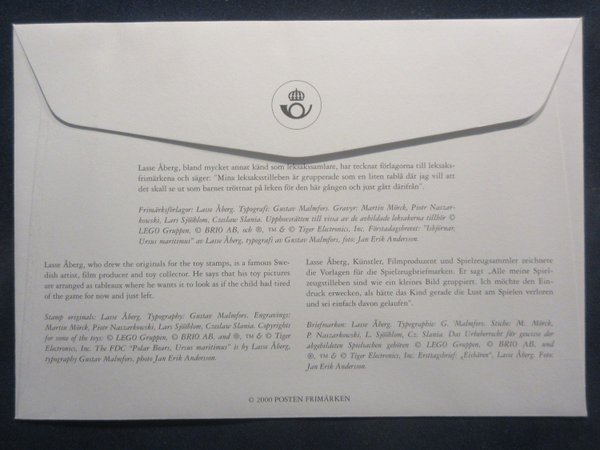 Lasse Åberg, bland mycket annat känd som leksakssamlare, har tecknat förlagorna till leksaks-
frimärkena och säger: "Mina leksaksstilleben är grupperade som en liten tablå där jag vill att
det skall se ut som barnet tröttnat på leken för den här gången och just gått därifrån".
Frimärksförlagor: Lasse Åberg. Typografi: Gustav Malmfors. Gravyr: Martin Mörck, Piotr Naszar-
kowski, Lars Sjööblom, Czeslaw Slania. Upphovsrätten till vissa av de avbildade leksakerna tillhör ©
LEGO Gruppen, © BRIO AB, och ®, ™ & © Tiger Electronics, Inc. Förstadagsbrevet: "Isbjörnar,
Ursus maritimus" av Lasse Åberg, typografi av Gustav Malmfors, foto: Jan Erik Andersson.
Lasse Åberg, who drew the originals for the toy stamps, is a famous Swe-
dish artist, film producer and toy collector. He says that his toy pictures
are arranged as tableaux where he wants it to look as if the child had tired
of the game for now and just left.
Stamp originals: Lasse Åberg. Typography: Gustav Malmfors. Engravings:
Martin Mörck, Piotr Naszarkowski, Lars Sjööblom, Czeslaw Slania. Copyrights
for some of the toys: © LEGO Gruppen, © BRIO AB, and ®, ™ & © Tiger
Electronics, Inc. The FDC "Polar Bears, Ursus maritimus" is by Lasse Åberg,
typography Gustav Malmfors, photo Jan Erik Andersson.
Lasse Åberg, Künstler, Filmproduzent und Spielzeugsammler zeichnete
die Vorlagen für die Spielzeugbriefmarken. Er sagt „Alle meine Spiel-
zeugstilleben sind wie ein kleines Bild gruppiert. Ich möchte den Ein-
druck erwecken, als hätte das Kind gerade die Lust am Spielen verloren
und sei einfach davon gelaufen".
Briefmarken: Lasse Åberg. Typographie: G. Malmfors. Stiche: M. Mörck,
P. Naszarkowski, L. Sjööblom, Cz. Slania. Das Urheberrecht für gewisse der
abgebildeten Spielsachen gehören © LEGO Gruppen, © BRIO AB, und
®, ™ & © Tiger Electronics, Inc. Ersttagsbrief: „Eisbären", Lasse Åberg. Foto:
Jan Erik Andersson.
© 2000 POSTEN FRIMÄRKEN